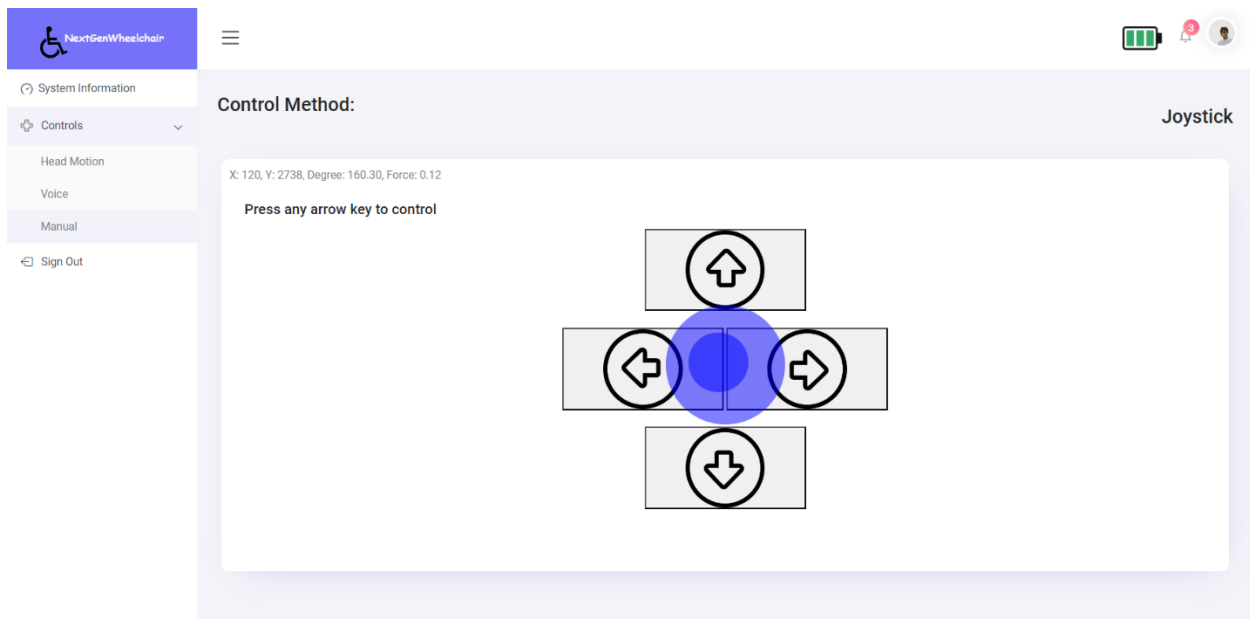 NextGenWheelchair
3
System Information
Controls
Head Motion
Voice
Manual
Sign Out
Control Method:
Joystick
X: 120, Y: 2738, Degree: 160.30, Force: 0.12
Press any arrow key to control